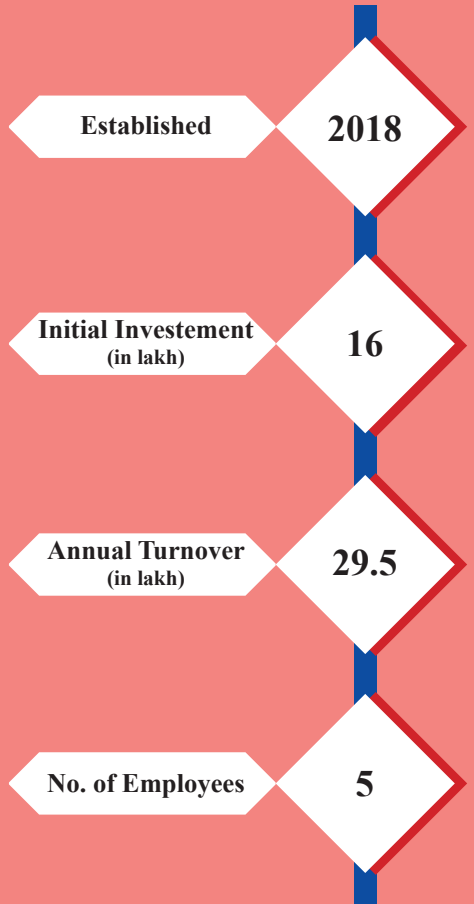 Established
2018
Initial Investement
(in lakh)
16
Annual Turnover
(in lakh)
29.5
No. of Employees
5